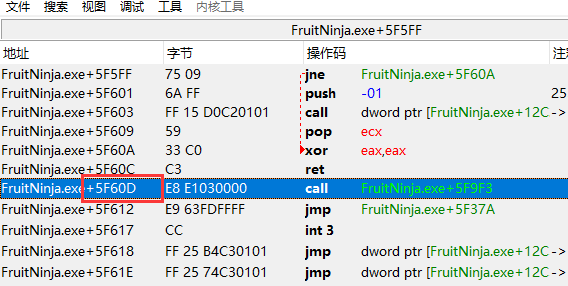 文件 搜索 视图 调试 工具 内核工具
FruitNinja.exe+5F5FF
地址 字节 操作码 注释
FruitNinja.exe+5F5FF 75 09 jne FruitNinja.exe+5F60A
FruitNinja.exe+5F601 6A FF push -01 25
FruitNinja.exe+5F603 FF 15 D0C20101 call dword ptr [FruitNinja.exe+12C ->
FruitNinja.exe+5F609 59 pop ecx
FruitNinja.exe+5F60A 33 C0 xor eax,eax
FruitNinja.exe+5F60C C3 ret
FruitNinja.exe+5F60D E8 E1030000 call FruitNinja.exe+5F9F3
FruitNinja.exe+5F612 E9 63FDFFFF jmp FruitNinja.exe+5F37A
FruitNinja.exe+5F617 CC int 3
FruitNinja.exe+5F618 FF 25 B4C30101 jmp dword ptr [FruitNinja.exe+12C ->
FruitNinja.exe+5F61E FF 25 74C30101 jmp dword ptr [FruitNinja.exe+12C ->